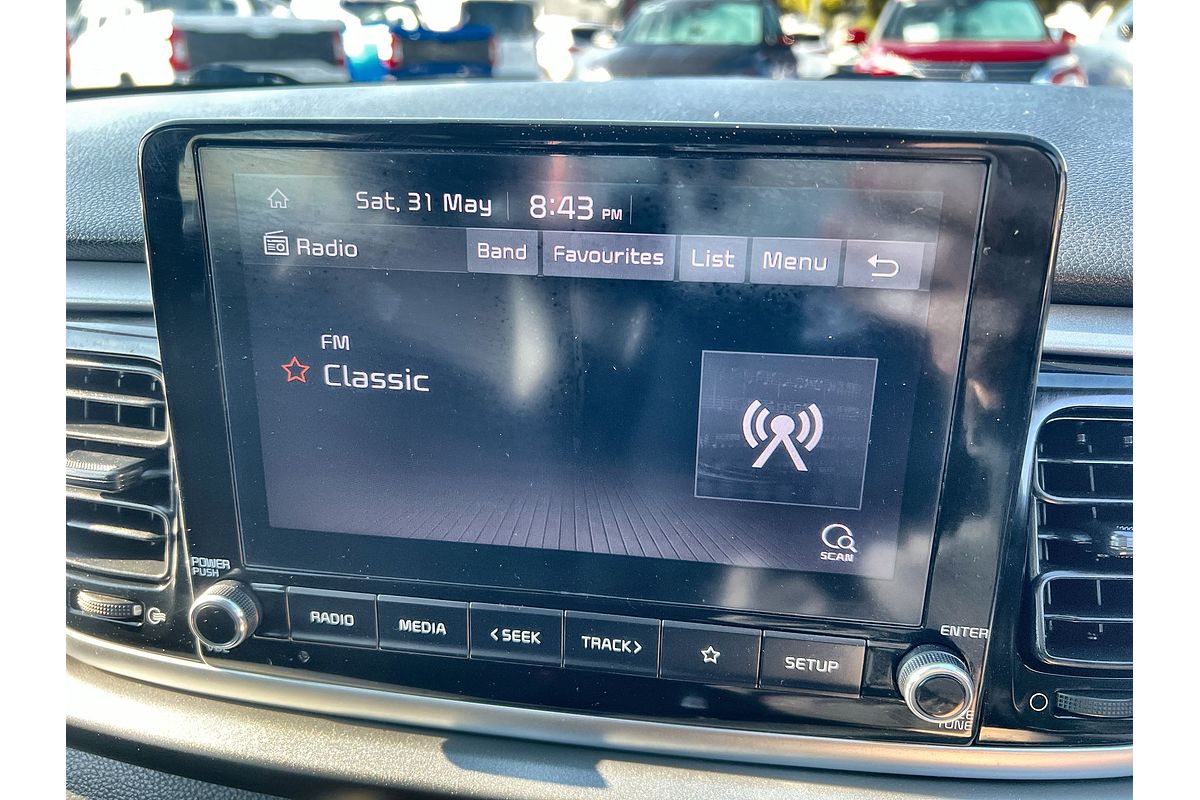 Sat, 31 May 8:43 PM
Radio Band Favourites List Menu
FM
Classic
SCAN
POWER
PUSH
RADIO MEDIA <SEEK TRACK> SETUP
ENTER
TUNE